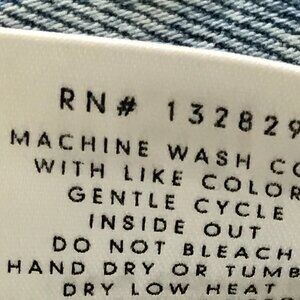 RN# 132829
MACHINE WASH CO
WITH LIKE COLOR
GENTLE CYCLE
INSIDE OUT
DO NOT BLEACH
HAND DRY OR TUMB
DRY LOW HEAT